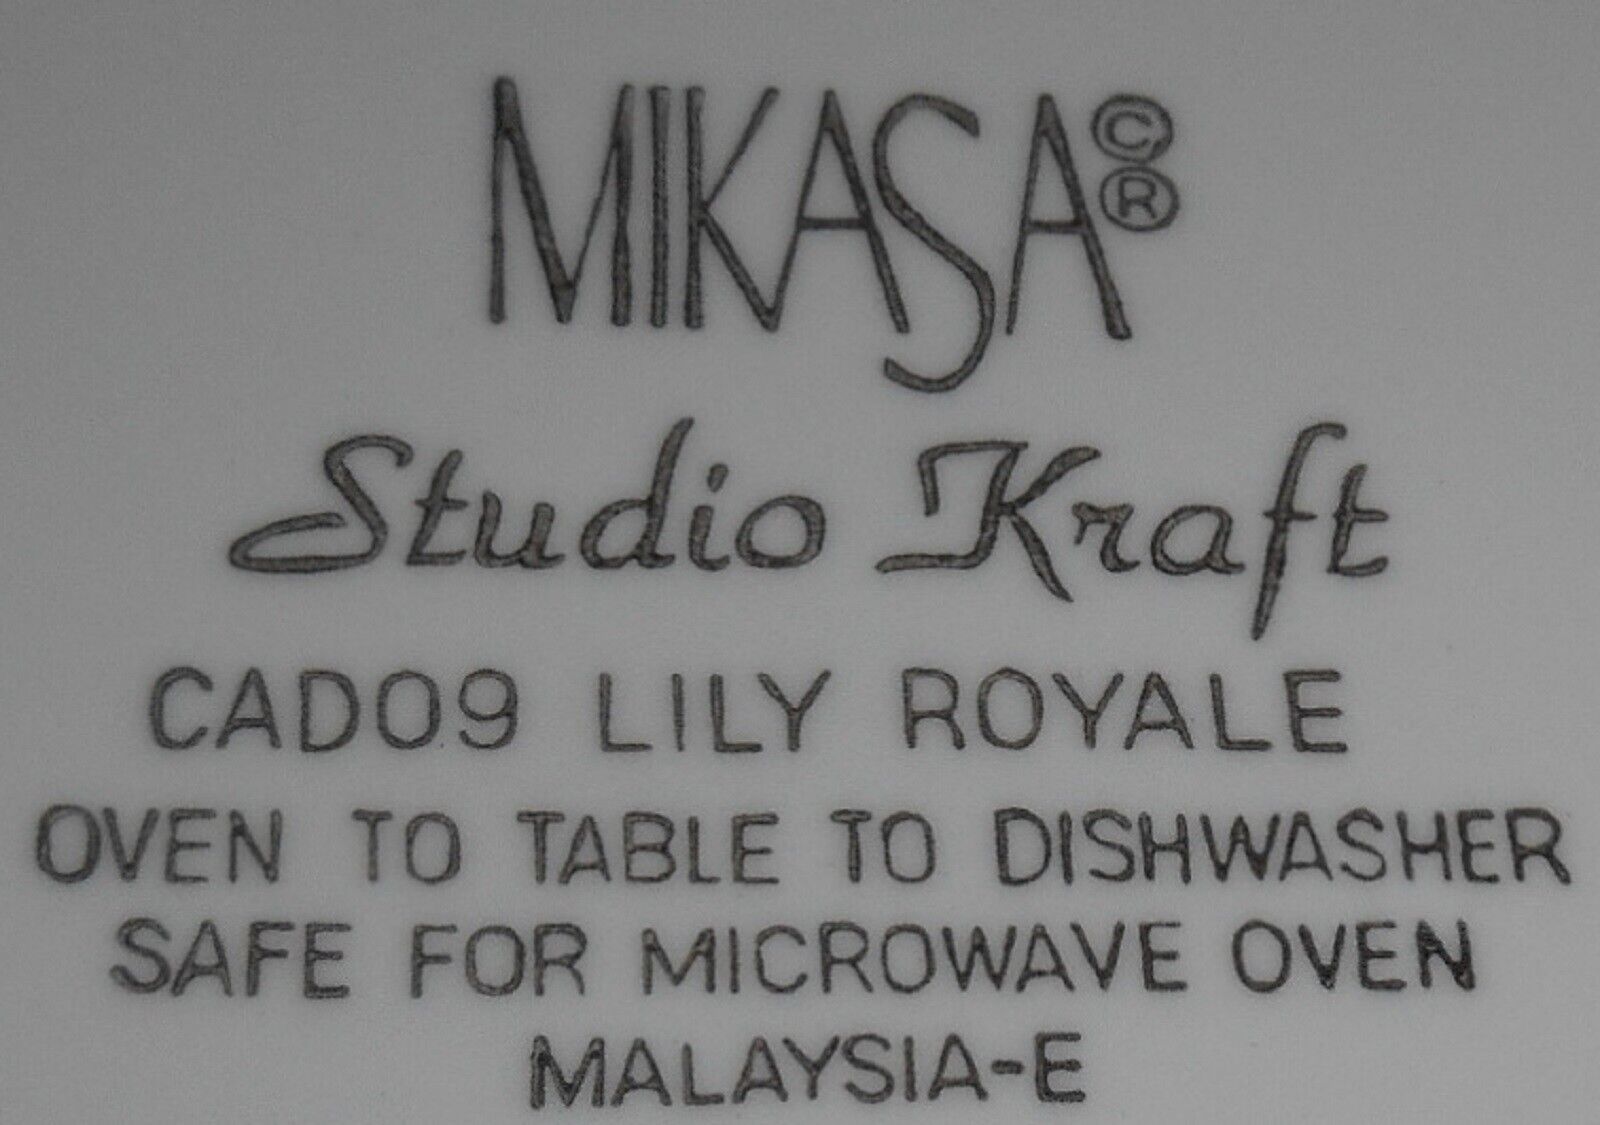 MIKASA©®
Studio Kraft
CAD09 LILY ROYALE
OVEN TO TABLE TO DISHWASHER
SAFE FOR MICROWAVE OVEN
MALAYSIA-E